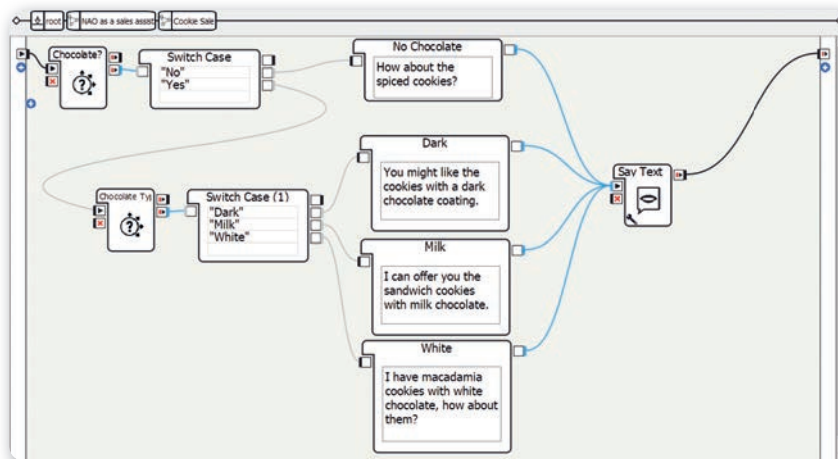 root
NAO as a sales assist
Cookie Sale
Chocolate?
Switch Case
"No"
"Yes"
No Chocolate
How about the
spiced cookies?
Dark
You might like the
cookies with a dark
chocolate coating.
Say Text
Chocolate Typ
Switch Case (1)
"Dark"
"Milk"
"White"
Milk
I can offer you the
sandwich cookies
with milk chocolate.
White
I have macadamia
cookies with white
chocolate, how about
them?